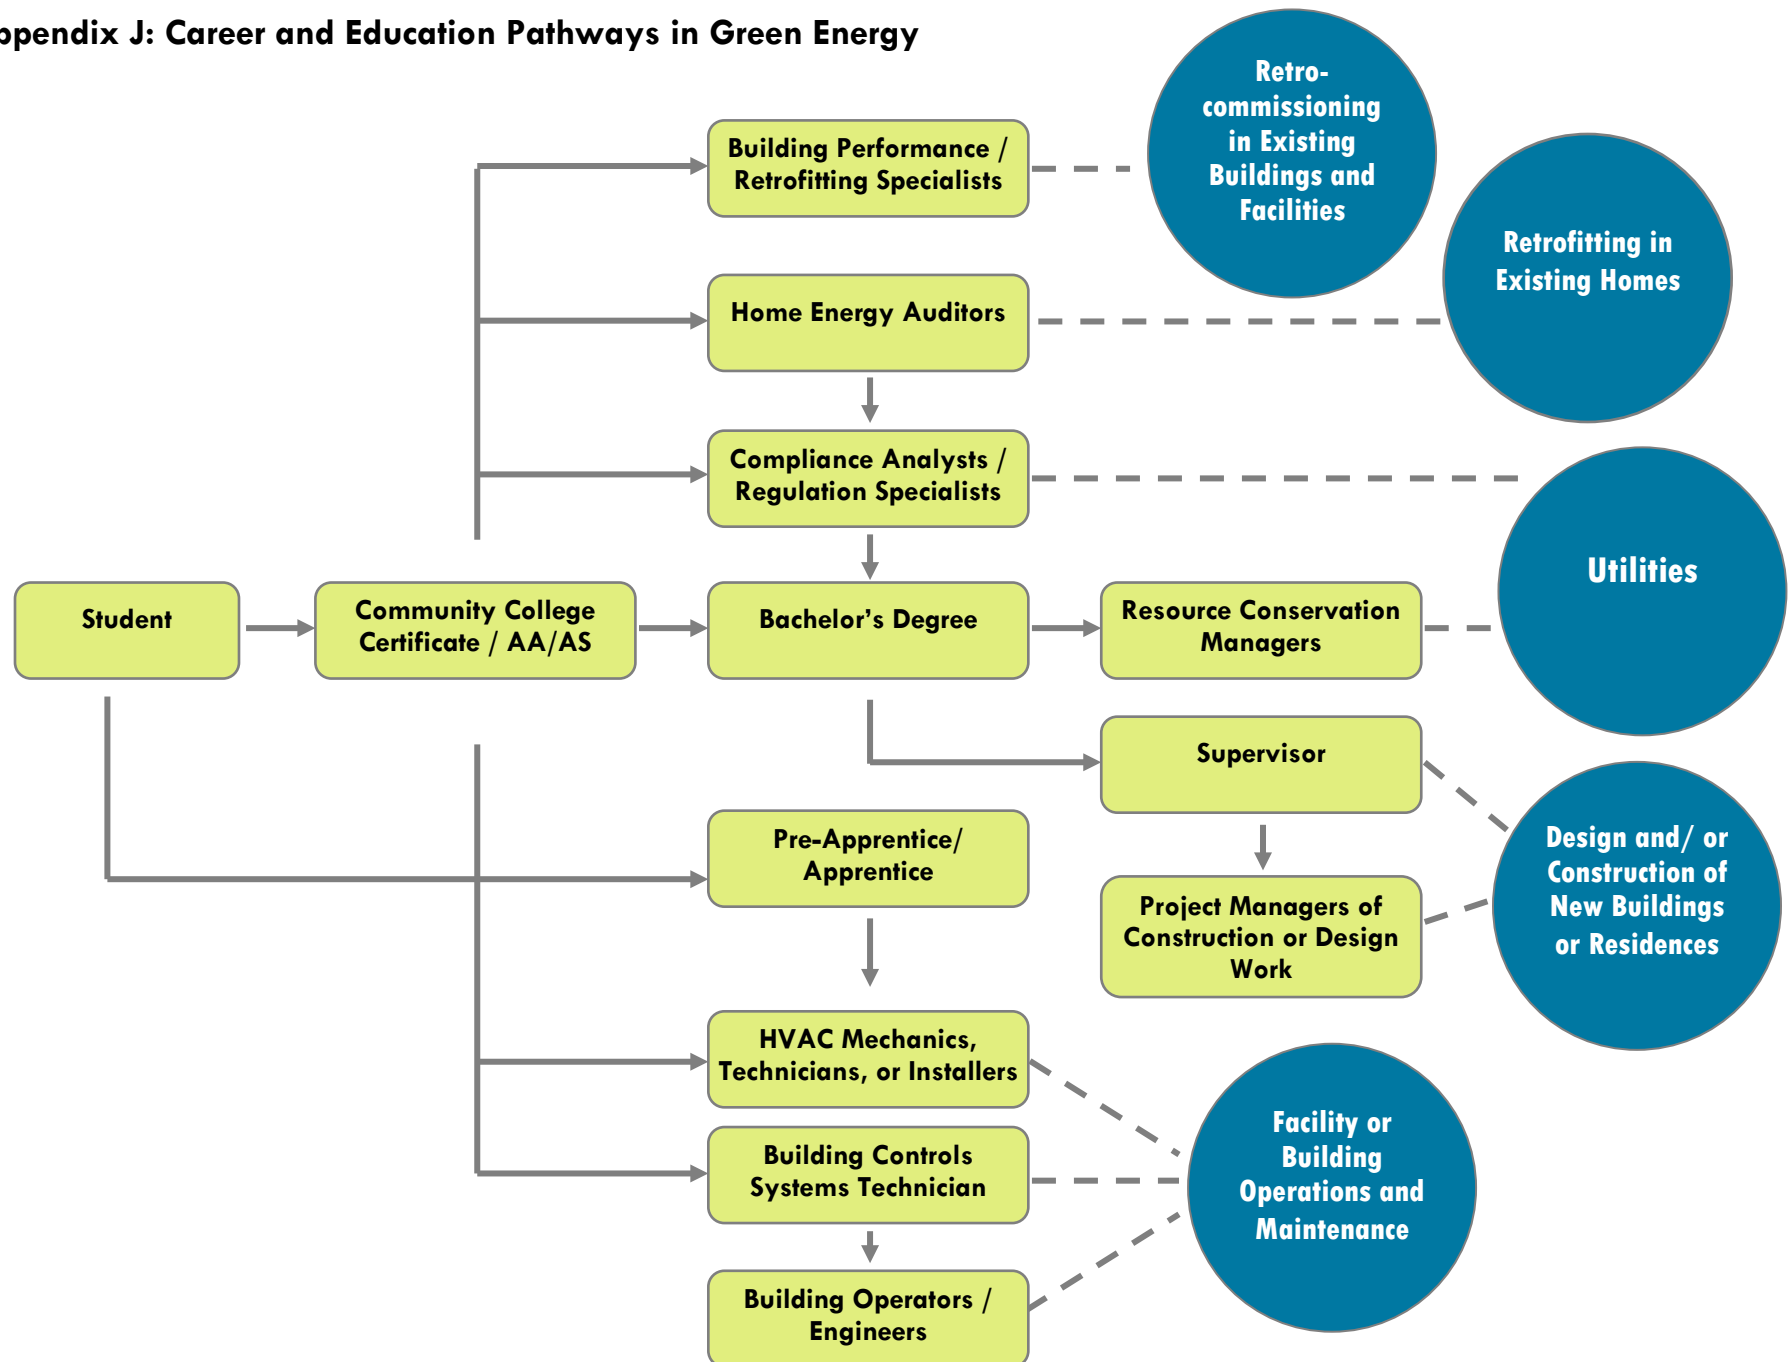 ppendix J: Career and Education Pathways in Green Energy
Retro-
commissioning
in Existing
Buildings and
Facilities
Building Performance /
Retrofitting Specialists
Retrofitting in
Existing Homes
Home Energy Auditors
Compliance Analysts /
Regulation Specialists
Utilities
Student
Community College
Certificate / AA/AS
Bachelor’s Degree
Resource Conservation
Managers
Supervisor
Design and/ or
Construction of
New Buildings
or Residences
Pre-Apprentice/
Apprentice
Project Managers of
Construction or Design
Work
HVAC Mechanics,
Technicians, or Installers
Facility or
Building
Operations and
Maintenance
Building Controls
Systems Technician
Building Operators /
Engineers